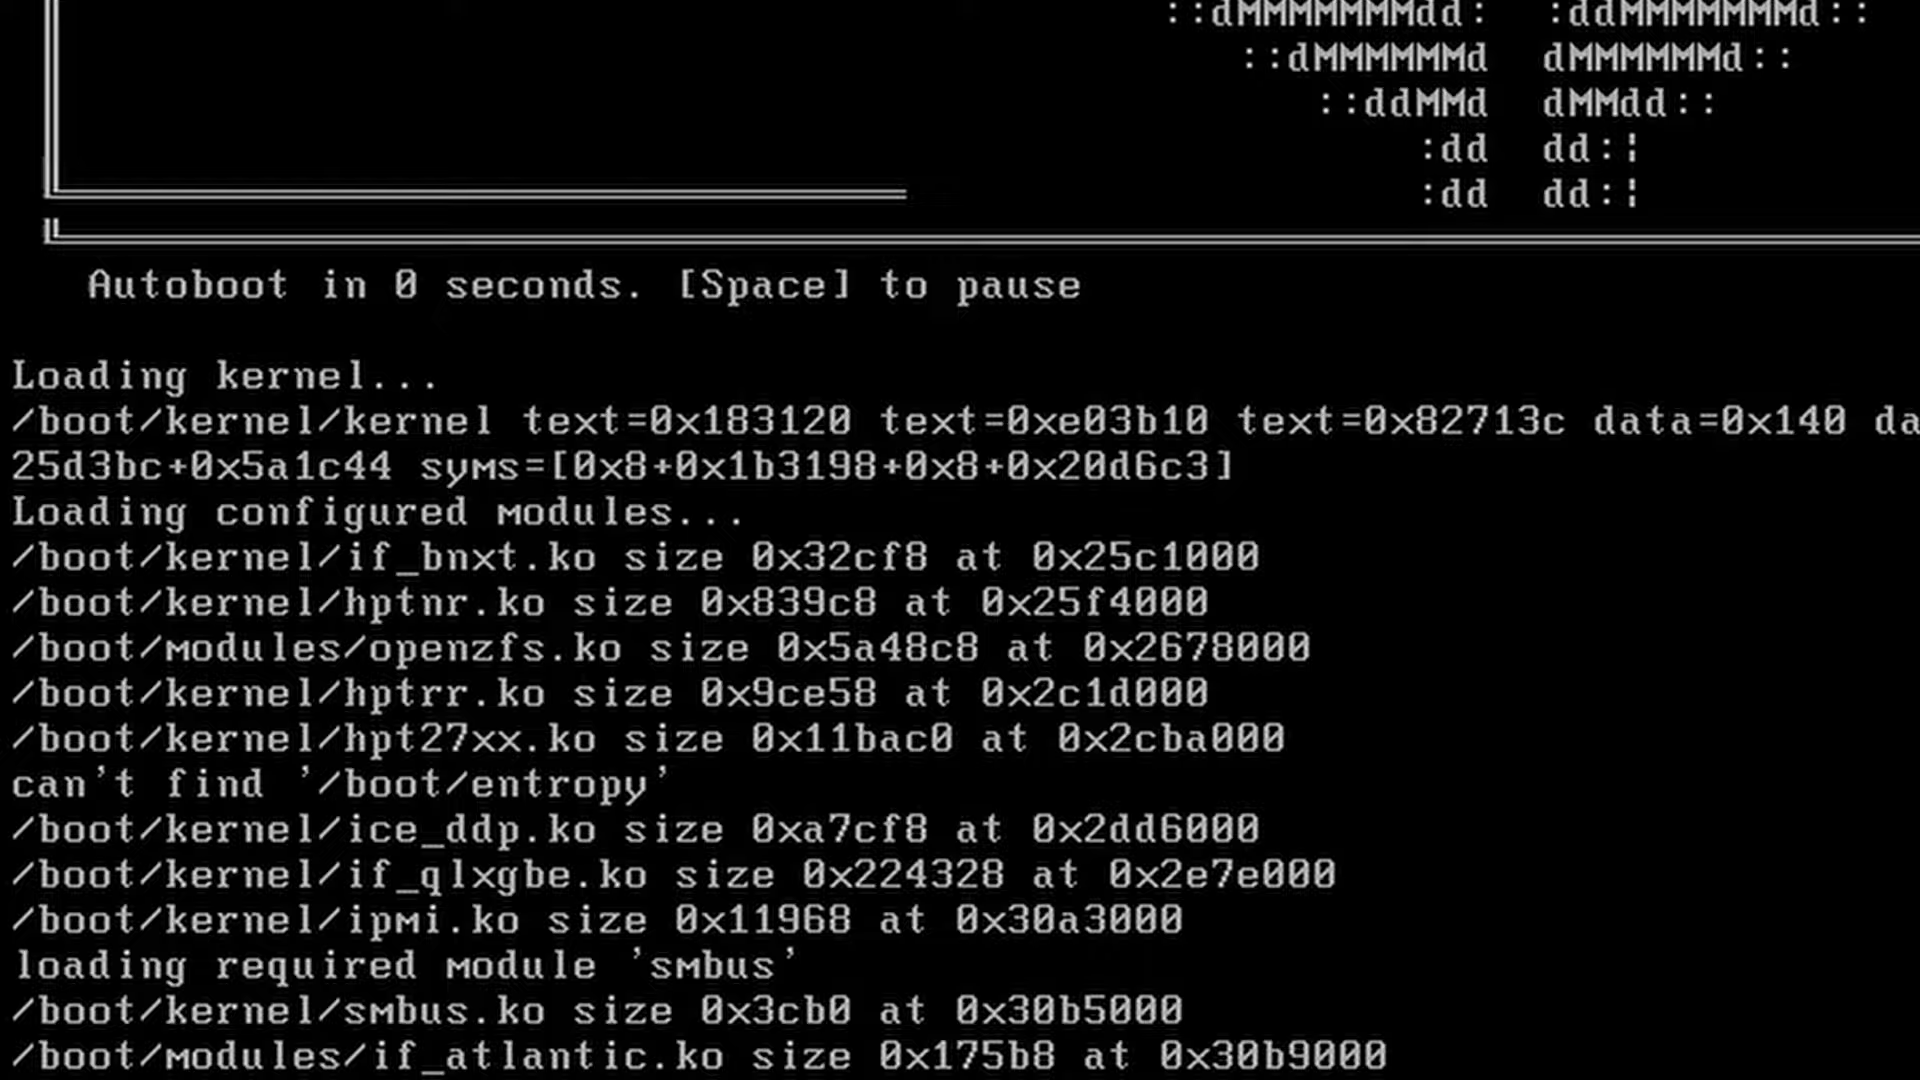 ::dMMMMMMMdd: :ddMMMMMMMd::
::dMMMMMMd dMMMMMMd::
::ddMMd dMMdd::
:dd dd:¦
:dd dd:¦
Autoboot in 0 seconds. [Space] to pause
Loading kernel...
/boot/kernel/kernel text=0x183120 text=0xe03b10 text=0x82713c data=0x140 da
25d3bc+0x5a1c44 syms=[0x8+0x1b3198+0x8+0x20d6c3]
Loading configured modules...
/boot/kernel/if_bnxt.ko size 0x32cf8 at 0x25c1000
/boot/kernel/hptnr.ko size 0x839c8 at 0x25f4000
/boot/modules/openzfs.ko size 0x5a48c8 at 0x2678000
/boot/kernel/hptrr.ko size 0x9ce58 at 0x2c1d000
/boot/kernel/hpt27xx.ko size 0x11bac0 at 0x2cba000
can't find '/boot/entropy'
/boot/kernel/ice_ddp.ko size 0xa7cf8 at 0x2dd6000
/boot/kernel/if_qlxgbe.ko size 0x224328 at 0x2e7e000
/boot/kernel/ipmi.ko size 0x11968 at 0x30a3000
loading required module 'smbus'
/boot/kernel/smbus.ko size 0x3cb0 at 0x30b5000
/boot/modules/if_atlantic.ko size 0x175b8 at 0x30b9000